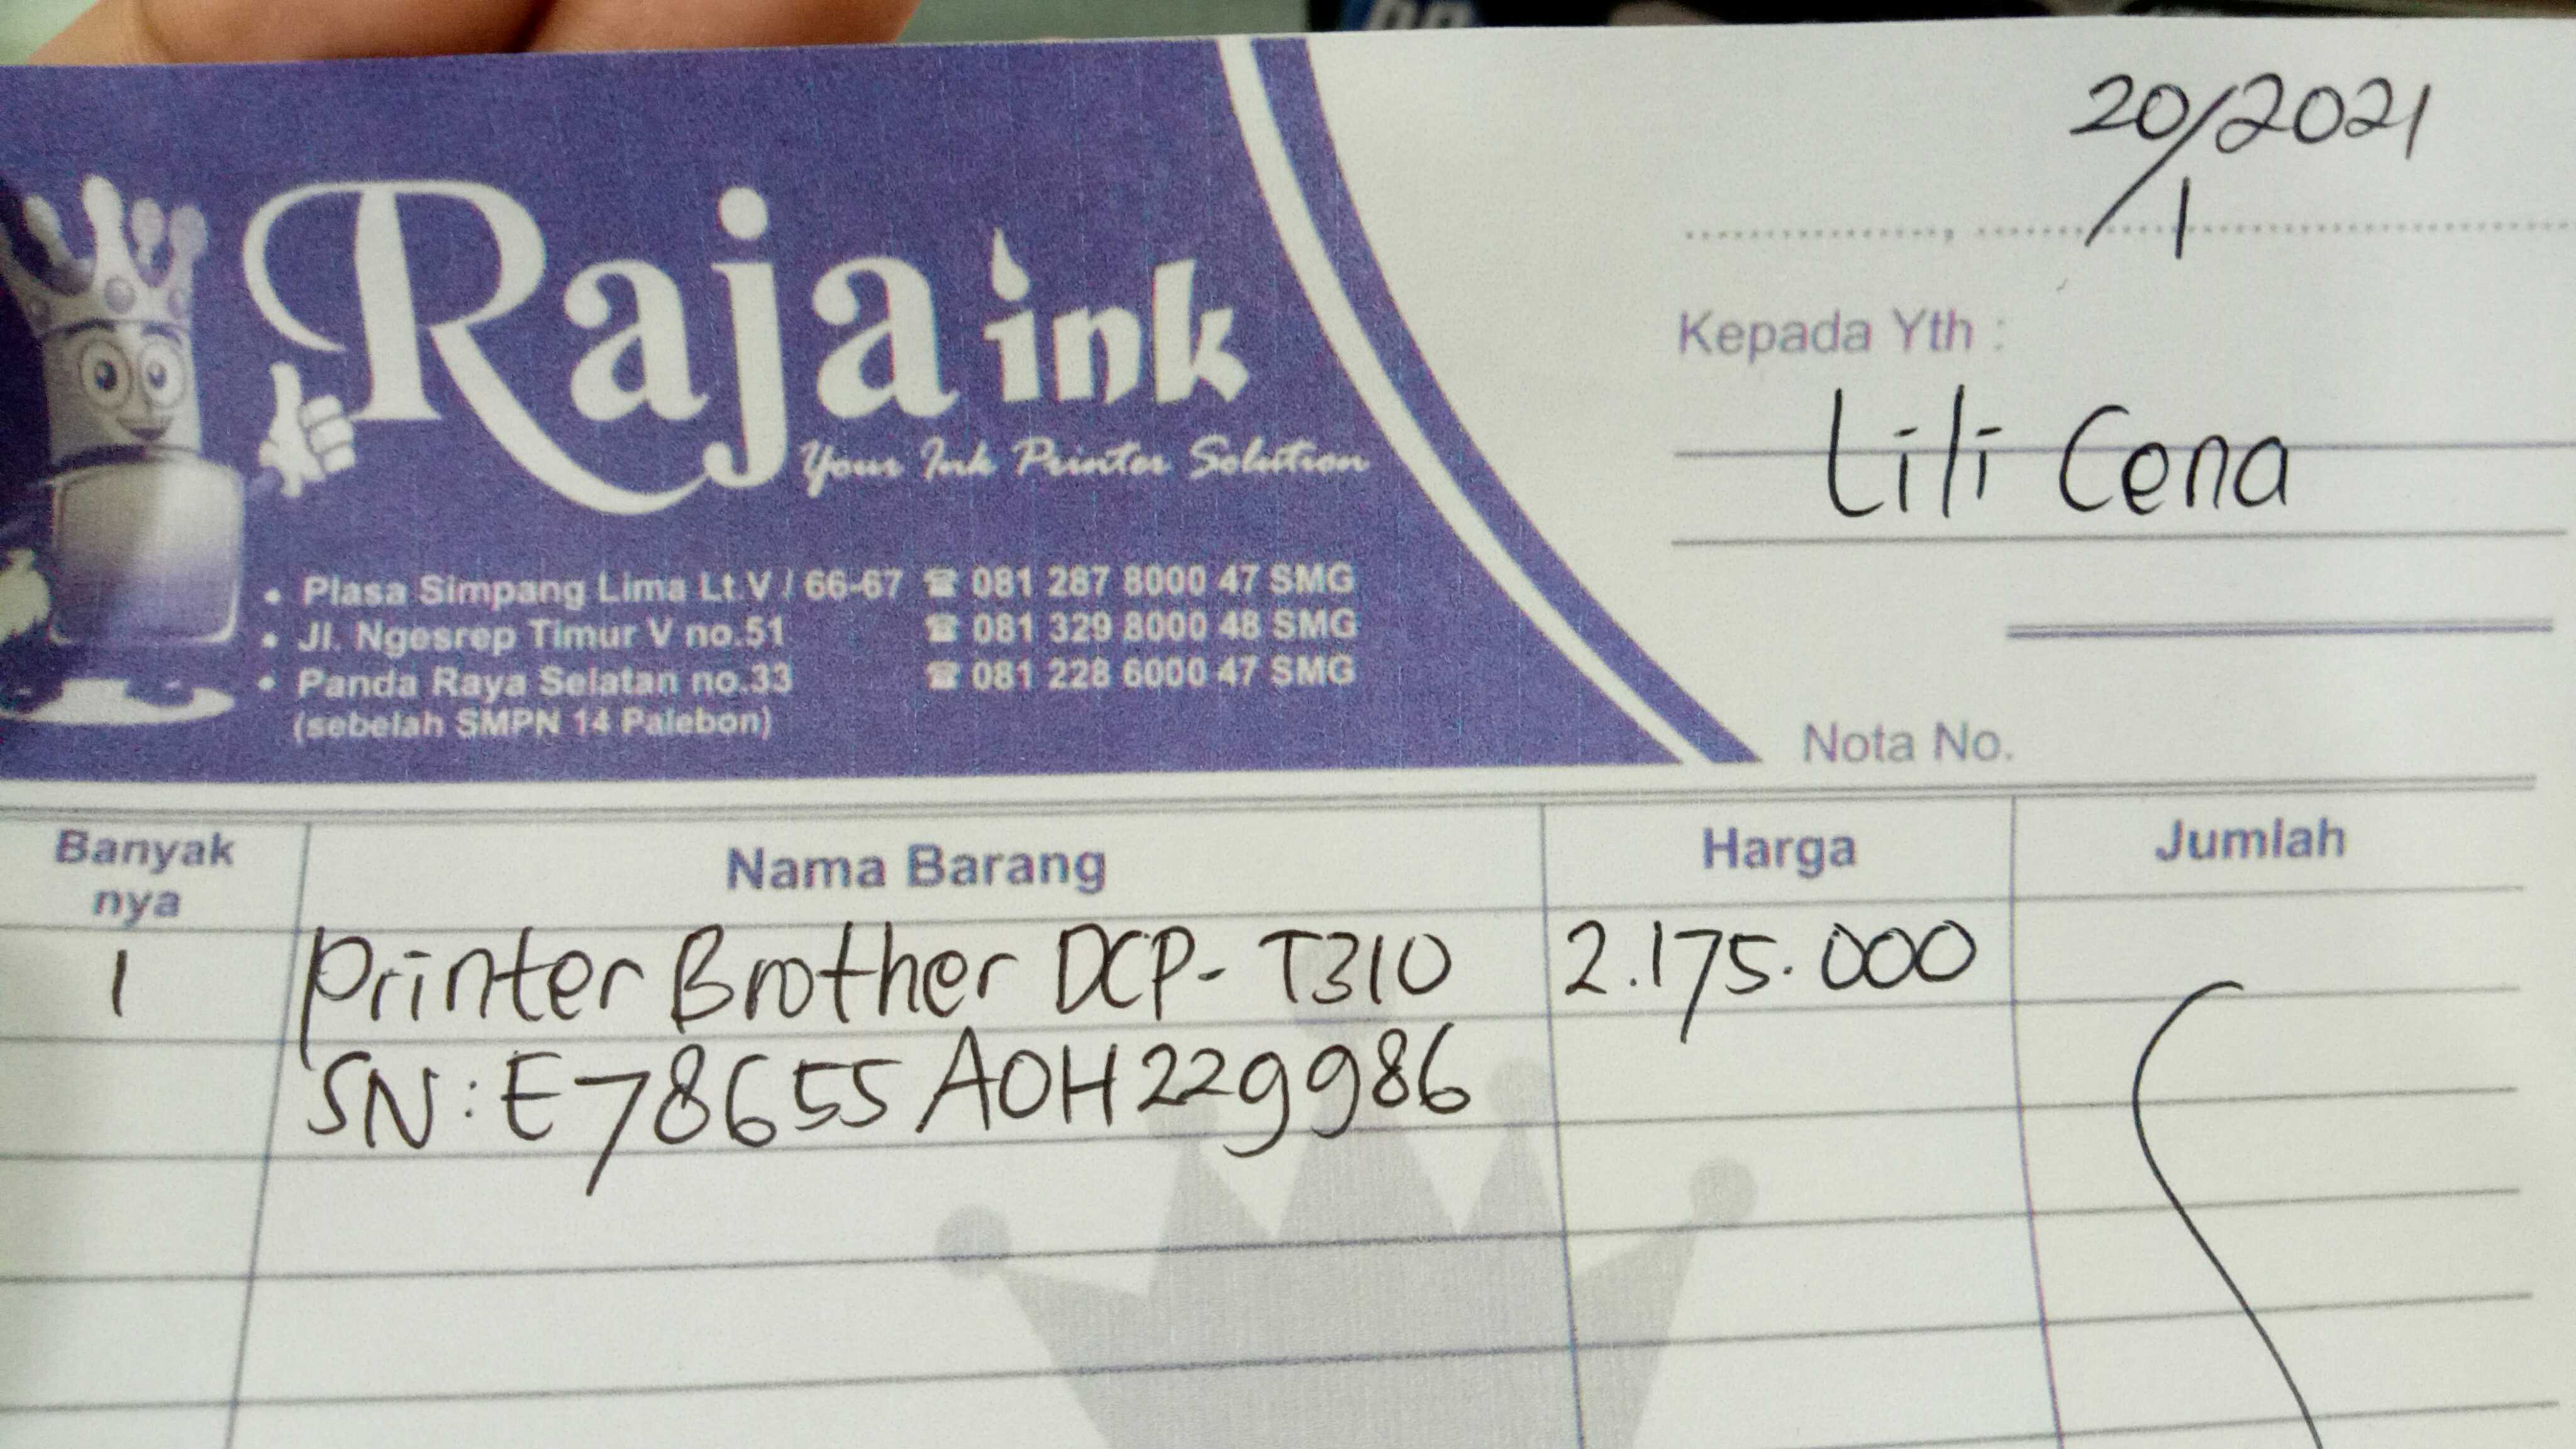 20/1/2021
Raja ink
Your Ink Printer Solution
Kepada Yth :
Lili Cena
• Plasa Simpang Lima Lt.V / 66-67 ☎ 081 287 8000 47 SMG
• Jl. Ngesrep Timur V no.51 ☎ 081 329 8000 48 SMG
• Panda Raya Selatan no.33 ☎ 081 228 6000 47 SMG
(sebelah SMPN 14 Palebon)
Nota No.
Banyak nya Nama Barang Harga Jumlah
1 Printer Brother DCP-T310 2.175.000
SN:E78655A0H229986